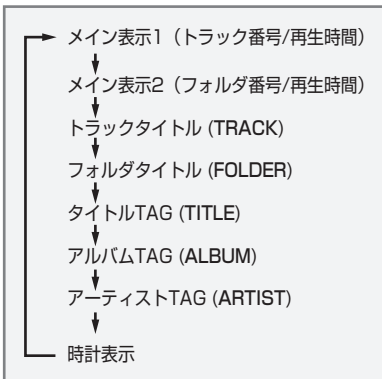 メイン表示1（トラック番号/再生時間）
メイン表示2（フォルダ番号/再生時間）
トラックタイトル (TRACK)
フォルダタイトル (FOLDER)
タイトルTAG (TITLE)
アルバムTAG (ALBUM)
アーティストTAG (ARTIST)
時計表示